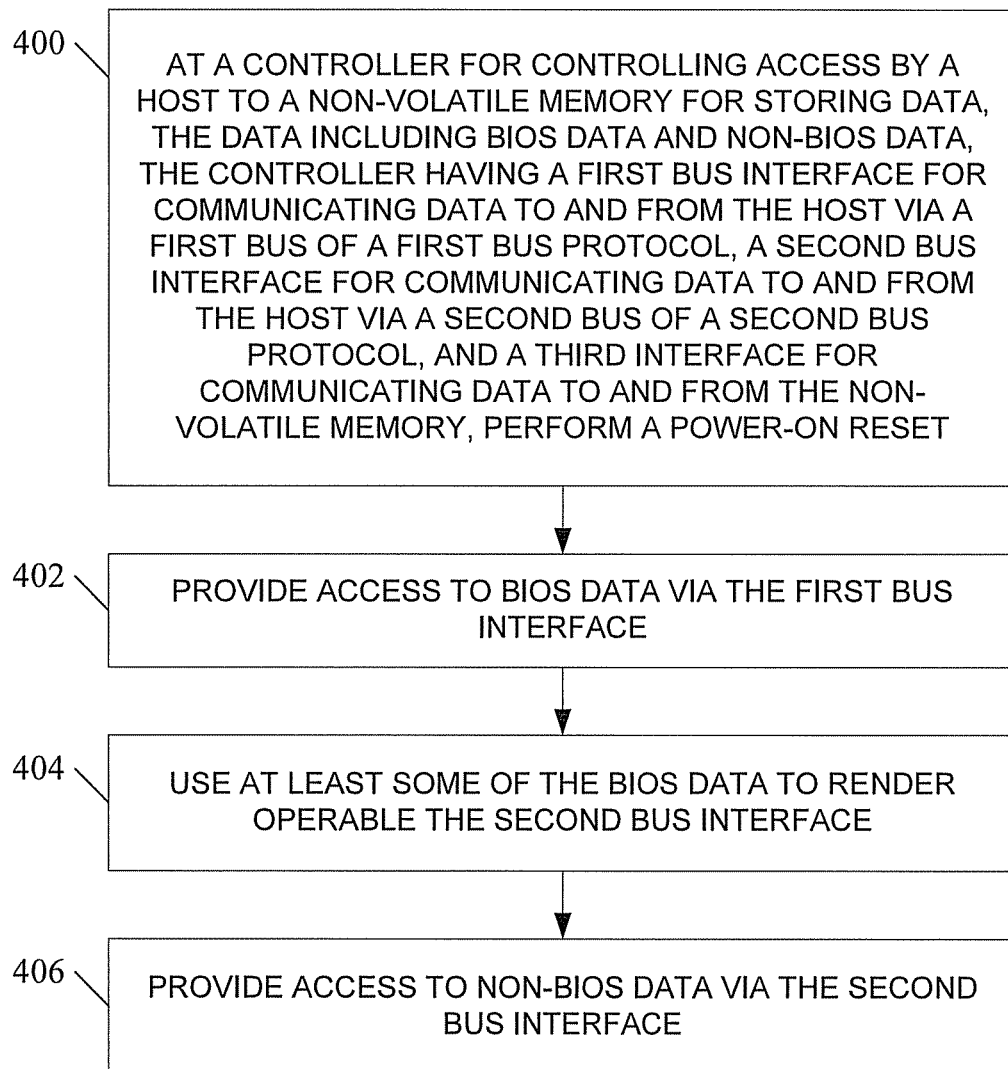 400
AT A CONTROLLER FOR CONTROLLING ACCESS BY A
HOST TO A NON-VOLATILE MEMORY FOR STORING DATA,
THE DATA INCLUDING BIOS DATA AND NON-BIOS DATA,
THE CONTROLLER HAVING A FIRST BUS INTERFACE FOR
COMMUNICATING DATA TO AND FROM THE HOST VIA A
FIRST BUS OF A FIRST BUS PROTOCOL, A SECOND BUS
INTERFACE FOR COMMUNICATING DATA TO AND FROM
THE HOST VIA A SECOND BUS OF A SECOND BUS
PROTOCOL, AND A THIRD INTERFACE FOR
COMMUNICATING DATA TO AND FROM THE NON-
VOLATILE MEMORY, PERFORM A POWER-ON RESET
402
PROVIDE ACCESS TO BIOS DATA VIA THE FIRST BUS
INTERFACE
404
USE AT LEAST SOME OF THE BIOS DATA TO RENDER
OPERABLE THE SECOND BUS INTERFACE
406
PROVIDE ACCESS TO NON-BIOS DATA VIA THE SECOND
BUS INTERFACE